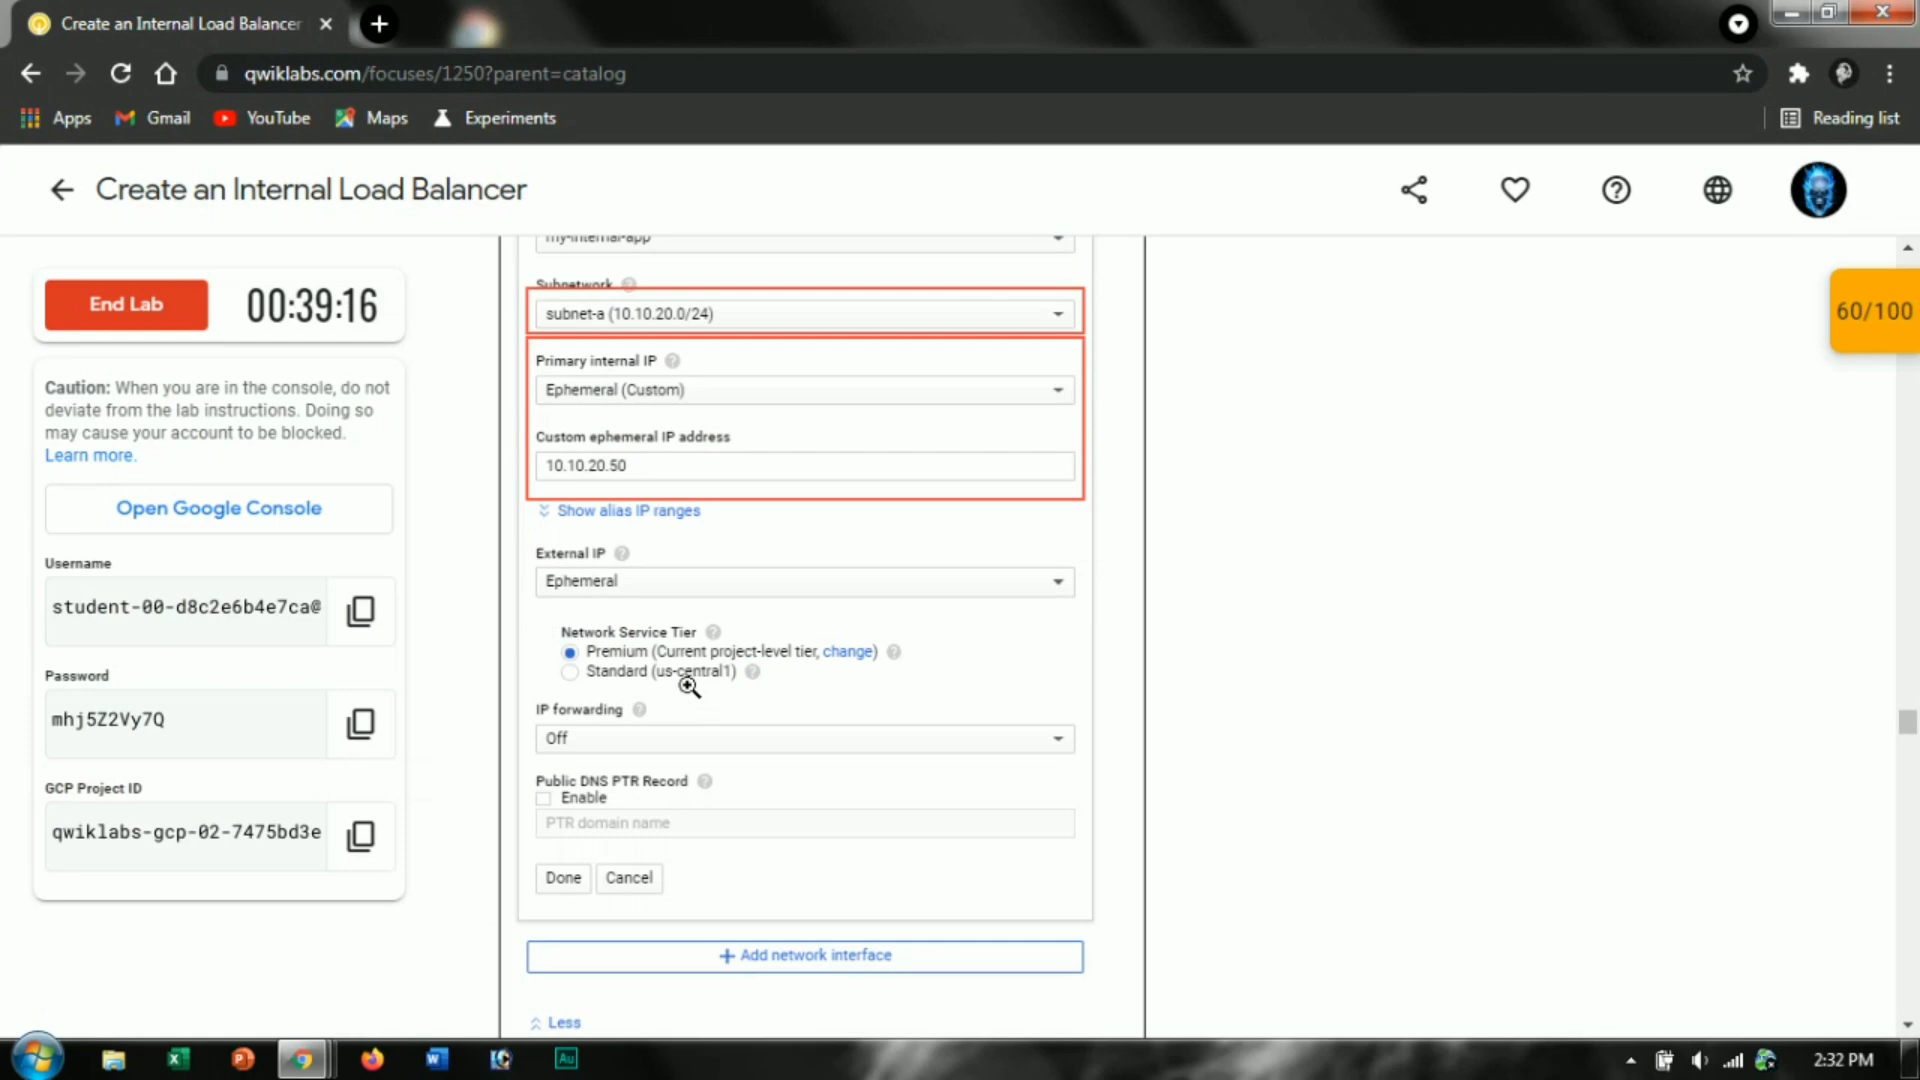 Create an Internal Load Balancer
qwiklabs.com/focuses/1250?parent=catalog
Apps
Gmail
YouTube
Maps
Experiments
Reading list
Create an Internal Load Balancer
End Lab
00:39:16
Caution: When you are in the console, do not
deviate from the lab instructions. Doing so
may cause your account to be blocked.
Learn more.
Open Google Console
Username
student-00-d8c2e6b4e7ca@
Password
mhj5Z2Vy7Q
GCP Project ID
qwiklabs-gcp-02-7475bd3e
my-internal-app
Subnetwork
subnet-a (10.10.20.0/24)
Primary internal IP
Ephemeral (Custom)
Custom ephemeral IP address
10.10.20.50
Show alias IP ranges
External IP
Ephemeral
Network Service Tier
Premium (Current project-level tier, change)
Standard (us-central1)
IP forwarding
Off
Public DNS PTR Record
Enable
PTR domain name
Done
Cancel
+ Add network interface
Less
60/100
Au
2:32 PM